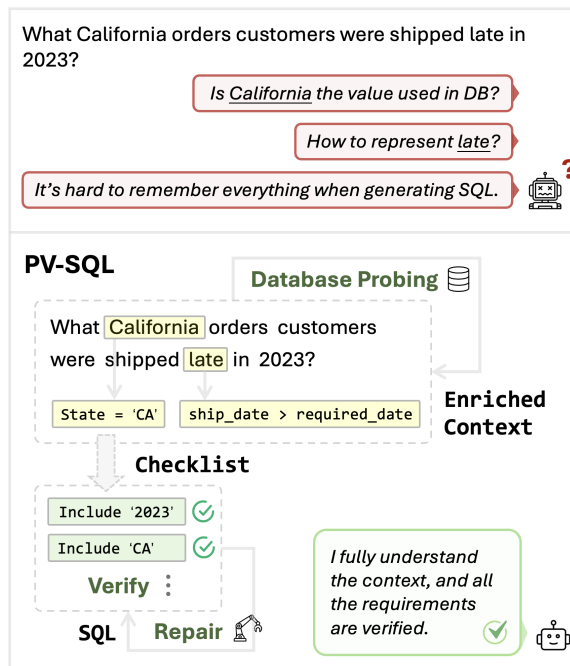 What California orders customers were shipped late in
2023?
Is California the value used in DB?
How to represent late?
It's hard to remember everything when generating SQL.
?
PV-SQL
Database Probing
What California orders customers
were shipped late in 2023?
State = ‘CA’
ship_date > required_date
Enriched
Context
Checklist
Include ‘2023’
Include ‘CA’
Verify
SQL
Repair
I fully understand
the context, and all
the requirements
are verified.